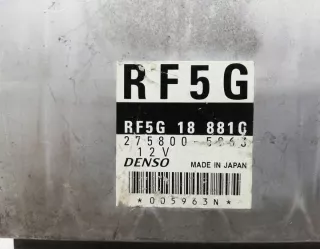 RF5G
RF5G 18 881C
275800-5963
12V
DENSO MADE IN JAPAN
*005963N*